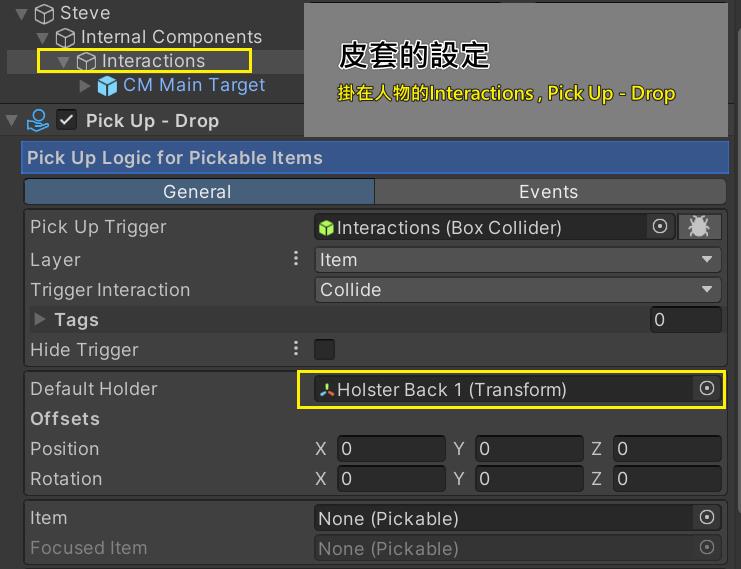 Steve
Internal Components
Interactions
CM Main Target
皮套的設定
掛在人物的Interactions , Pick Up - Drop
Pick Up - Drop
Pick Up Logic for Pickable Items
General Events
Pick Up Trigger Interactions (Box Collider)
Layer Item
Trigger Interaction Collide
Tags 0
Hide Trigger
Default Holder Holster Back 1 (Transform)
Offsets
Position X 0 Y 0 Z 0
Rotation X 0 Y 0 Z 0
Item None (Pickable)
Focused Item None (Pickable)